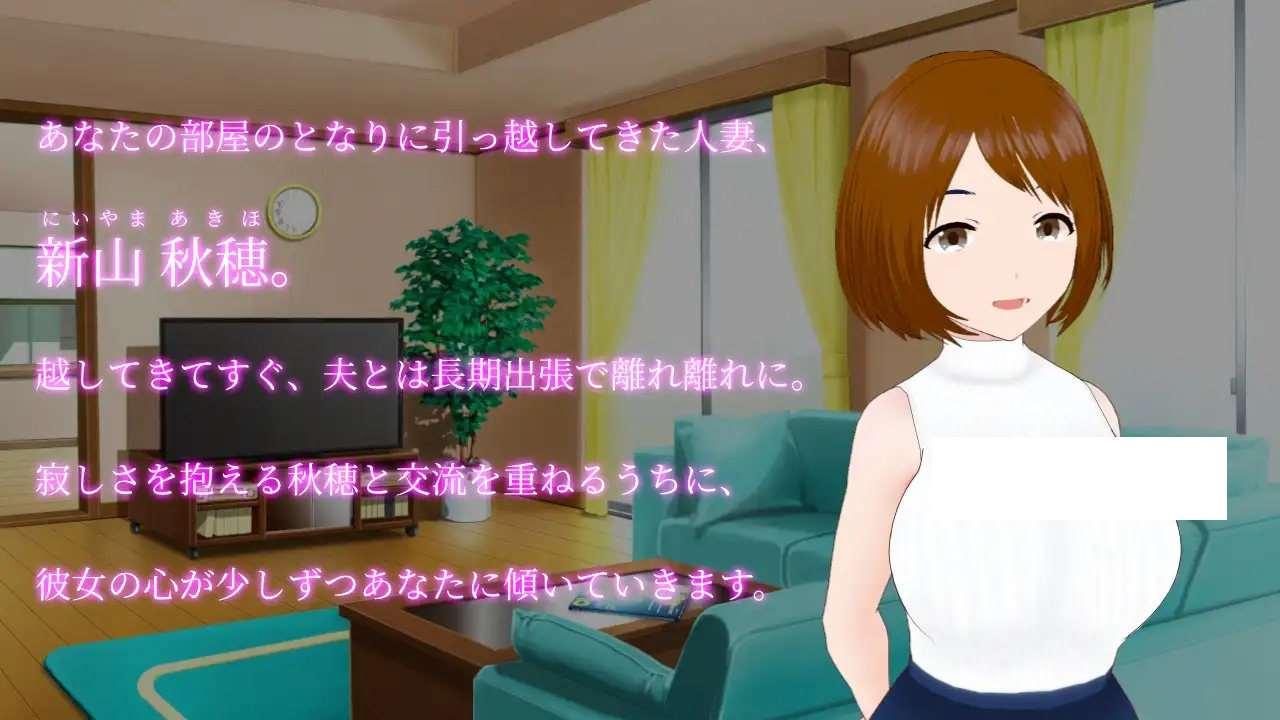 あなたの部屋のとなりに引っ越してきた人妻、
にいやま あきほ
新山 秋穂。
越してきてすぐ、夫とは長期出張で離れ離れに。
寂しさを抱える秋穂と交流を重ねるうちに、
彼女の心が少しずつあなたに傾いていきます。